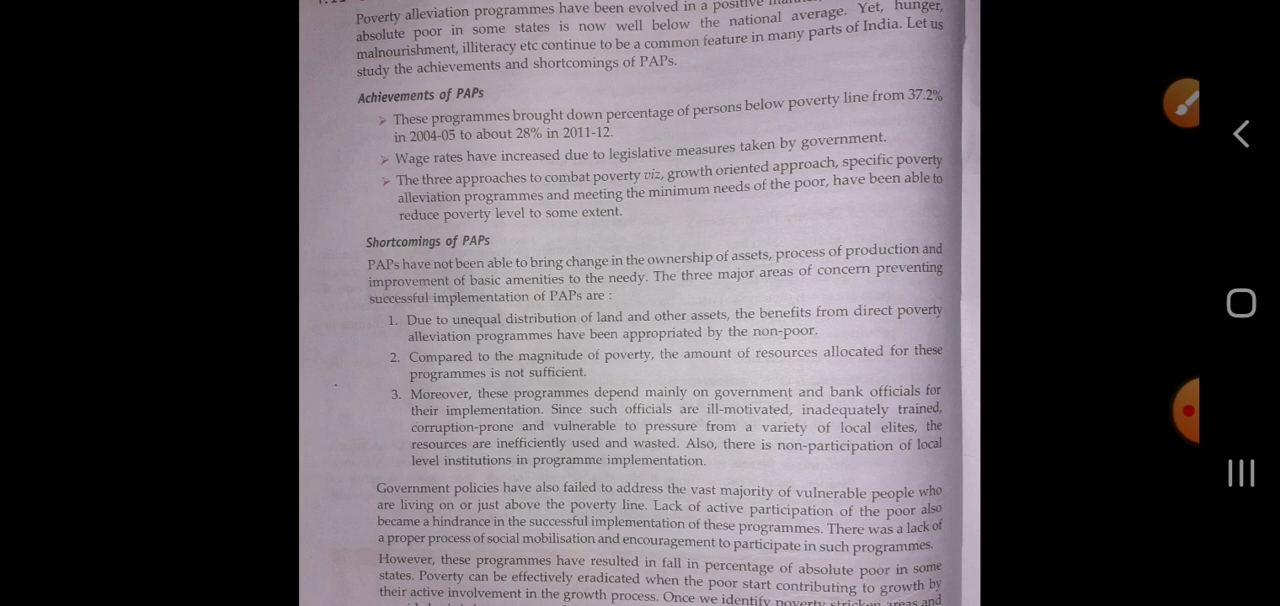 Poverty alleviation programmes have been evolved in a positive
absolute poor in some states is now well below the national average. Yet, hunger,
malnourishment, illiteracy etc continue to be a common feature in many parts of India. Let us
study the achievements and shortcomings of PAPs.
Achievements of PAPs
➢ These programmes brought down percentage of persons below poverty line from 37.2%
in 2004-05 to about 28% in 2011-12.
➢ Wage rates have increased due to legislative measures taken by government.
➢ The three approaches to combat poverty viz, growth oriented approach, specific poverty
alleviation programmes and meeting the minimum needs of the poor, have been able to
reduce poverty level to some extent.
Shortcomings of PAPs
PAPs have not been able to bring change in the ownership of assets, process of production and
improvement of basic amenities to the needy. The three major areas of concern preventing
successful implementation of PAPs are :
1. Due to unequal distribution of land and other assets, the benefits from direct poverty
alleviation programmes have been appropriated by the non-poor.
2. Compared to the magnitude of poverty, the amount of resources allocated for these
programmes is not sufficient.
3. Moreover, these programmes depend mainly on government and bank officials for
their implementation. Since such officials are ill-motivated, inadequately trained,
corruption-prone and vulnerable to pressure from a variety of local elites, the
resources are inefficiently used and wasted. Also, there is non-participation of local
level institutions in programme implementation.
Government policies have also failed to address the vast majority of vulnerable people who
are living on or just above the poverty line. Lack of active participation of the poor also
became a hindrance in the successful implementation of these programmes. There was a lack of
a proper process of social mobilisation and encouragement to participate in such programmes.
However, these programmes have resulted in fall in percentage of absolute poor in some
states. Poverty can be effectively eradicated when the poor start contributing to growth by
their active involvement in the growth process. Once we identify poverty stricken areas and